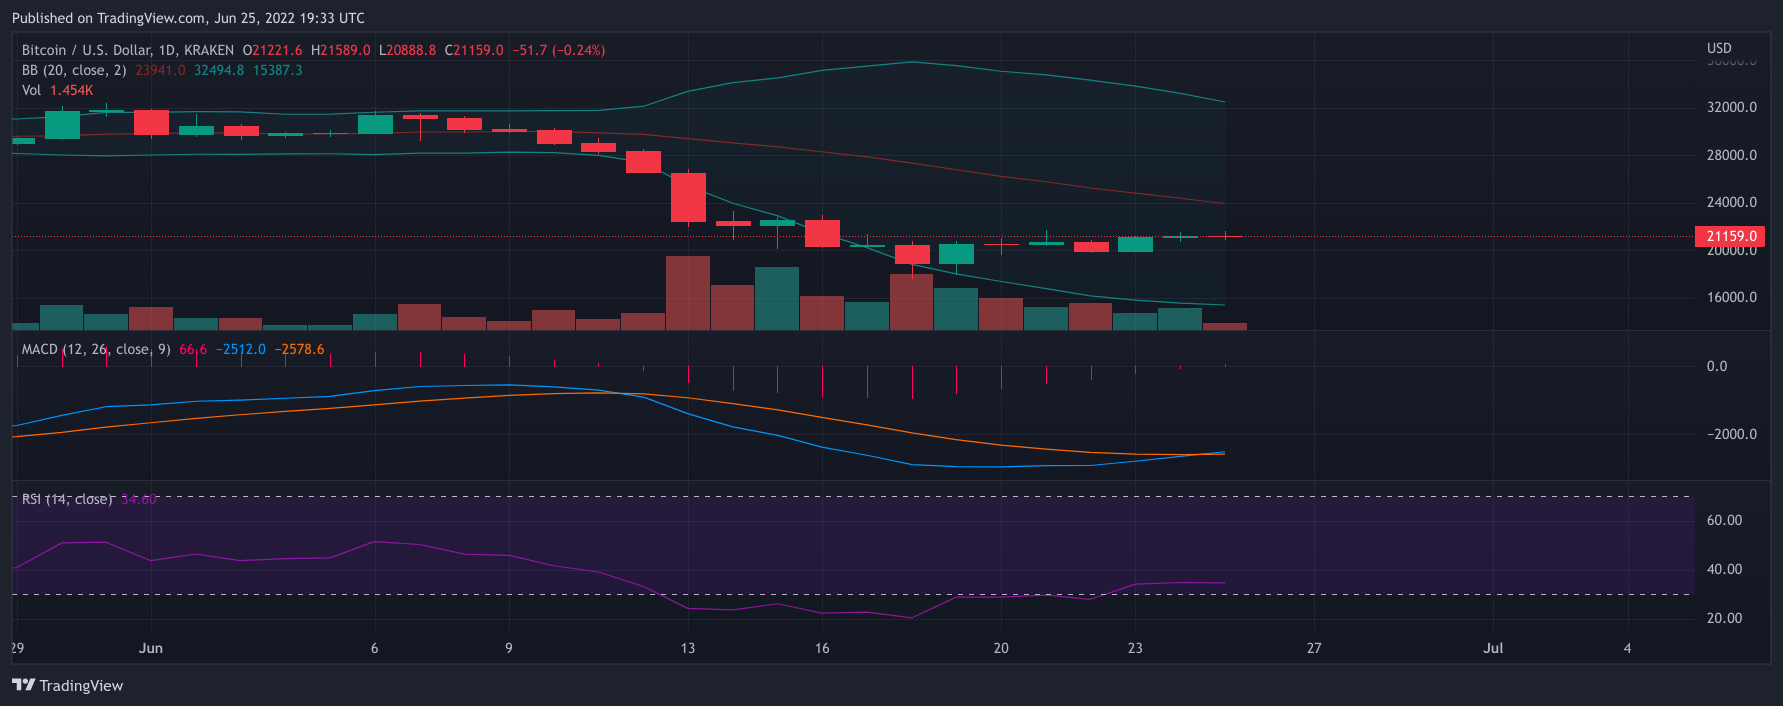 Published on TradingView.com, Jun 25, 2022 19:33 UTC
Bitcoin / U.S. Dollar, 1D, KRAKEN O21221.6 H21589.0 L20888.8 C21159.0 −51.7 (−0.24%)
BB (20, close, 2) 23941.0 32494.8 15387.3
Vol 1.454K
USD
36000.0
32000.0
28000.0
24000.0
21159.0
20000.0
16000.0
MACD (12, 26, close, 9) 66.6 −2512.0 −2578.6
0.0
−2000.0
RSI (14, close) 34.60
60.00
40.00
20.00
29 Jun 6 9 13 16 20 23 27 Jul 4
TradingView